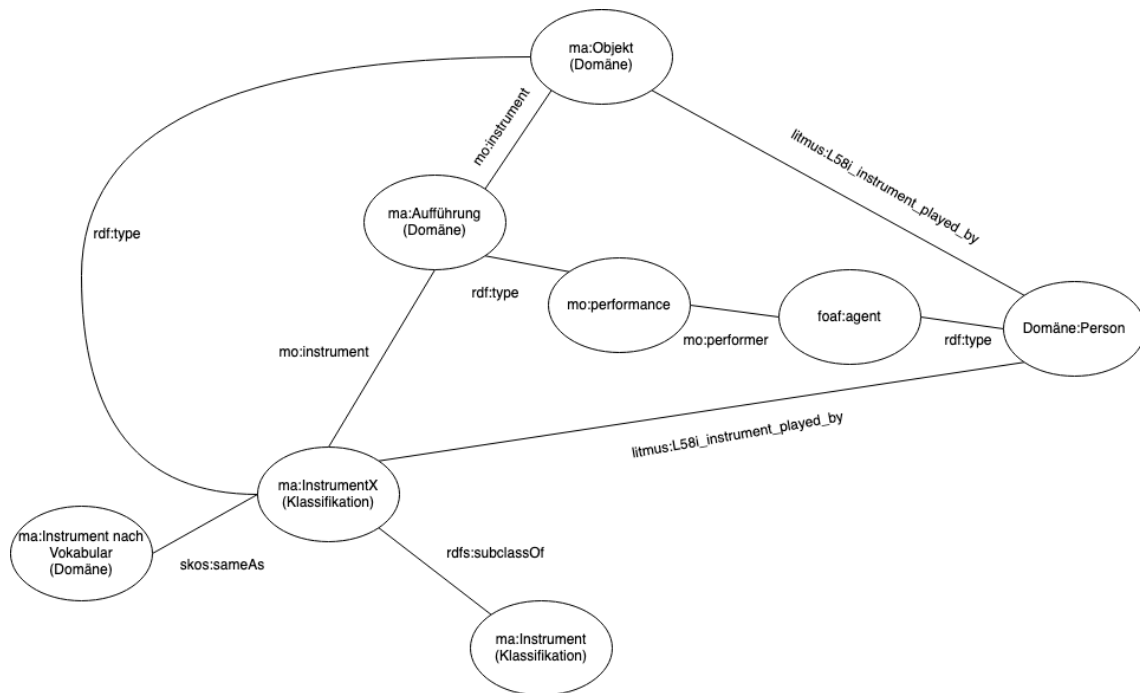 ma:Objekt
(Domäne)
mo:instrument
litmus:L58i_instrument_played_by
rdf:type
ma:Aufführung
(Domäne)
rdf:type
mo:performance
mo:performer
foaf:agent
rdf:type
Domäne:Person
mo:instrument
litmus:L58i_instrument_played_by
ma:InstrumentX
(Klassifikation)
ma:Instrument nach
Vokabular
(Domäne)
skos:sameAs
rdfs:subclassOf
ma:Instrument
(Klassifikation)